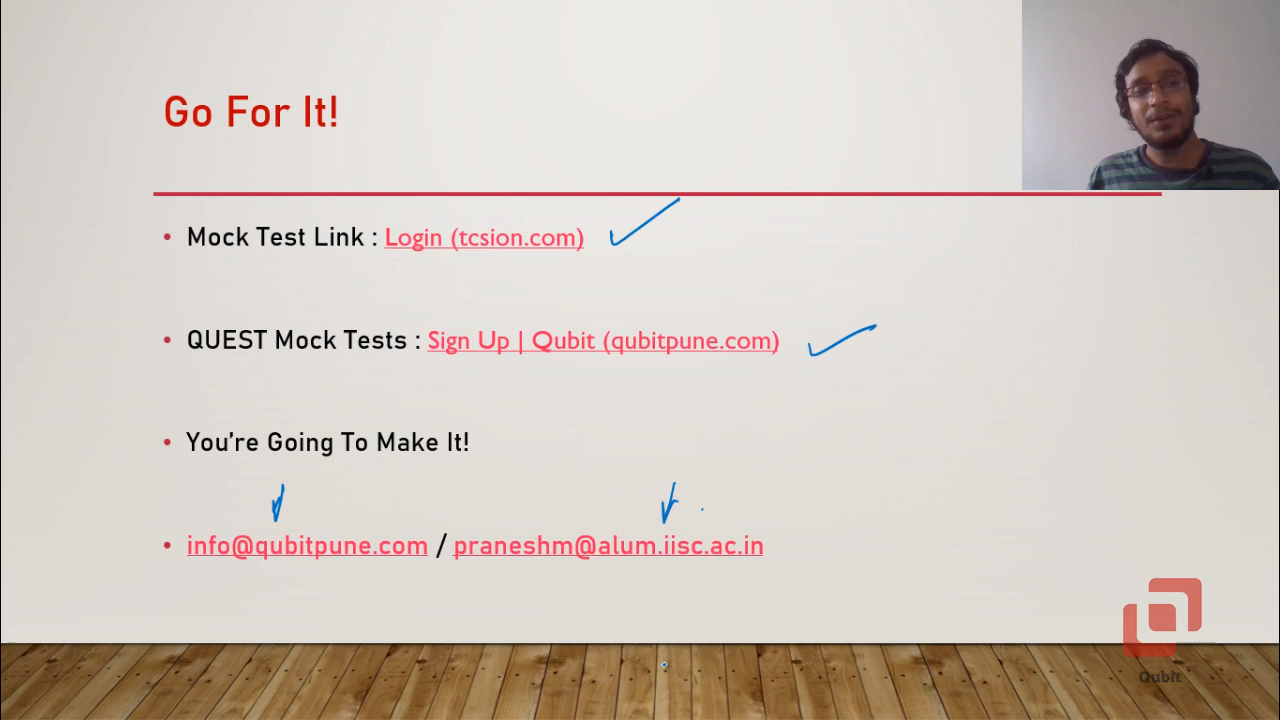 Go For It!
• Mock Test Link : Login (tcsion.com)
• QUEST Mock Tests : Sign Up | Qubit (qubitpune.com)
• You're Going To Make It!
• info@qubitpune.com / praneshm@alum.iisc.ac.in
Qubit